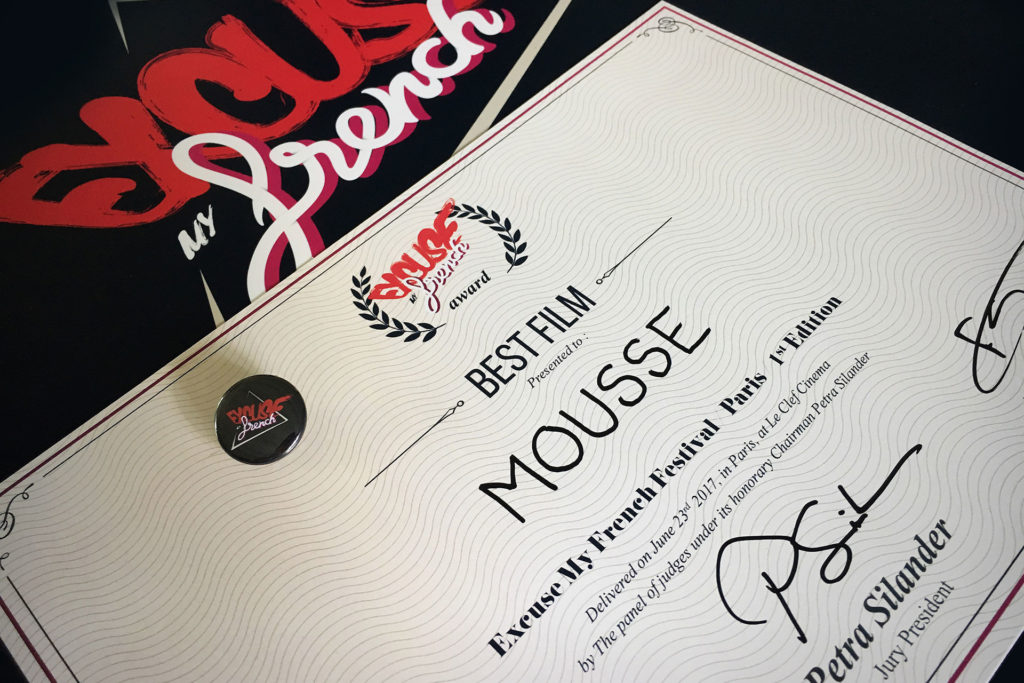 EXCUSE
MY
French
EXCUSE
MY
French
award
BEST FILM
Presented to :
MOUSSE
Excuse My French Festival Paris 1st Edition
Delivered on June 23rd 2017, in Paris, at Le Clef Cinema
by The panel of judges under its honorary Chairman Petra Silander
Petra Silander
Jury President
EXCUSE
French